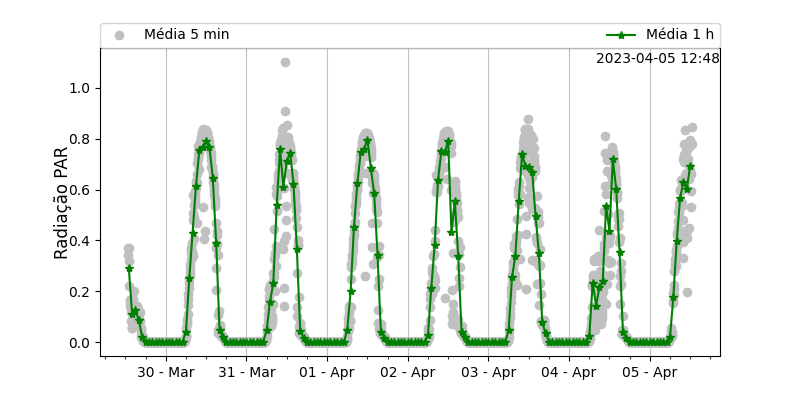 Média 5 min
Média 1 h
2023-04-05 12:48
Radiação PAR
1.0
0.8
0.6
0.4
0.2
0.0
30 - Mar
31 - Mar
01 - Apr
02 - Apr
03 - Apr
04 - Apr
05 - Apr